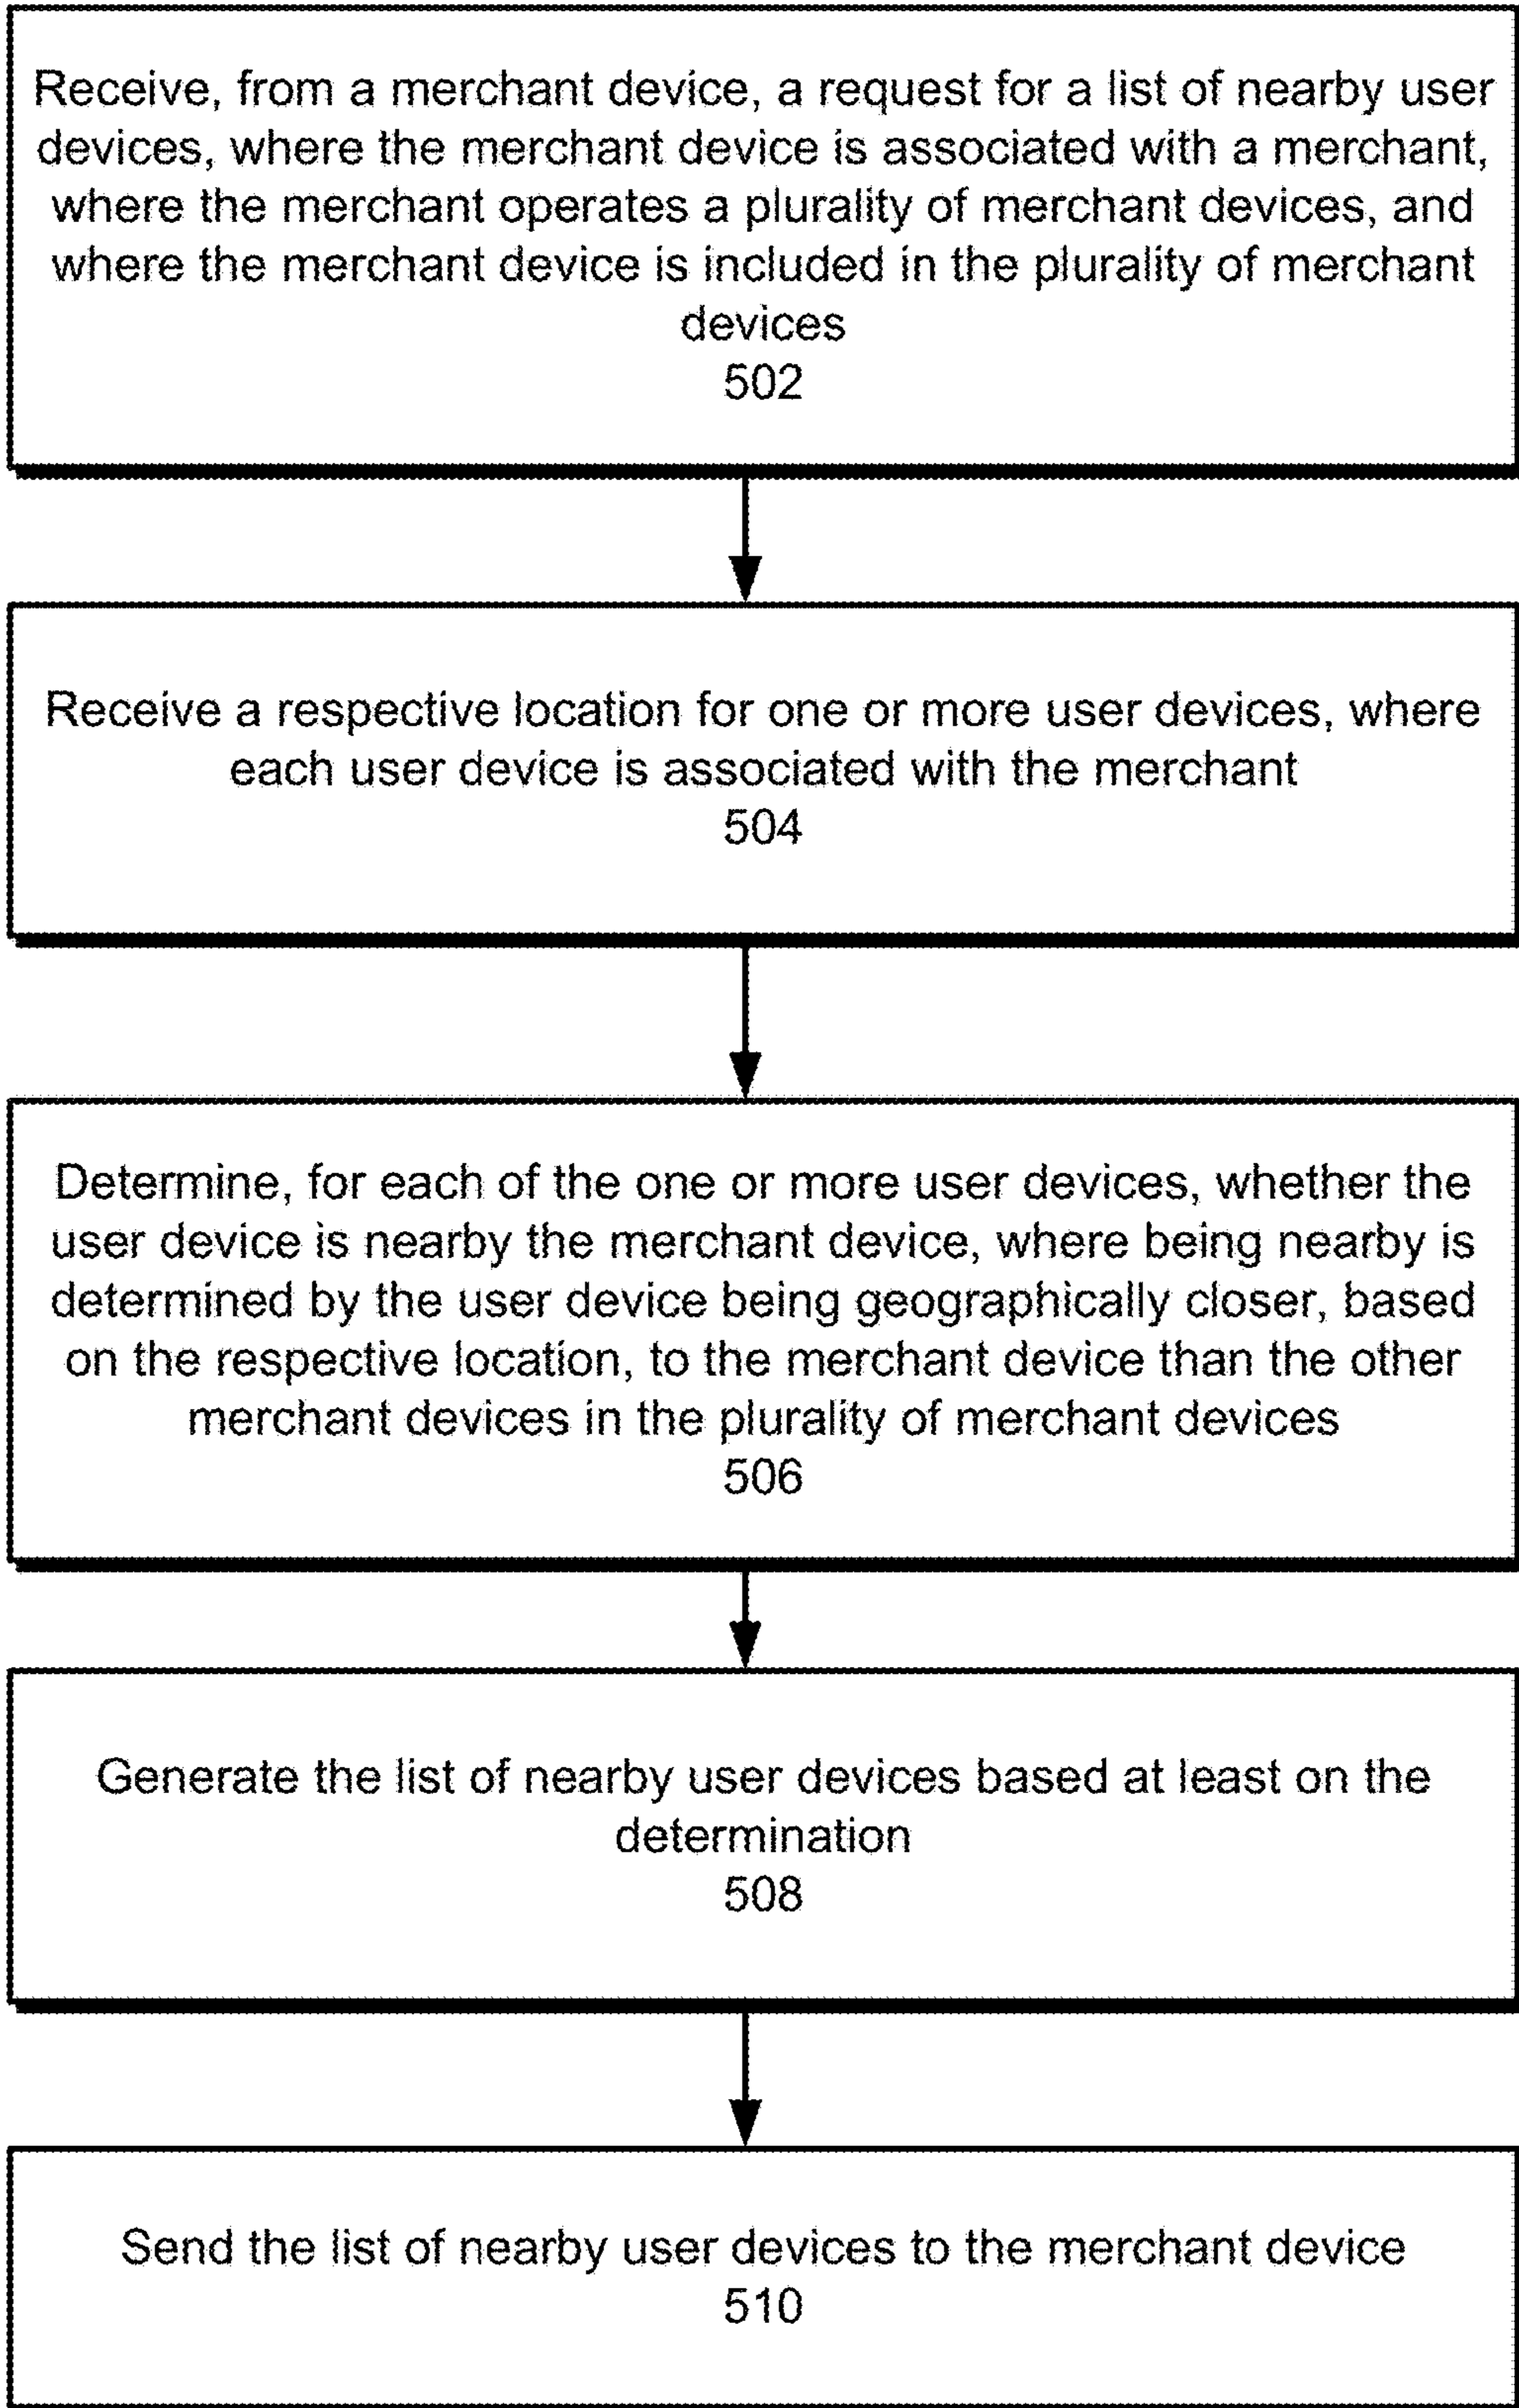 Receive, from a merchant device, a request for a list of nearby user
devices, where the merchant device is associated with a merchant,
where the merchant operates a plurality of merchant devices, and
where the merchant device is included in the plurality of merchant
devices
502
Receive a respective location for one or more user devices, where
each user device is associated with the merchant
504
Determine, for each of the one or more user devices, whether the
user device is nearby the merchant device, where being nearby is
determined by the user device being geographically closer, based
on the respective location, to the merchant device than the other
merchant devices in the plurality of merchant devices
506
Generate the list of nearby user devices based at least on the
determination
508
Send the list of nearby user devices to the merchant device
510